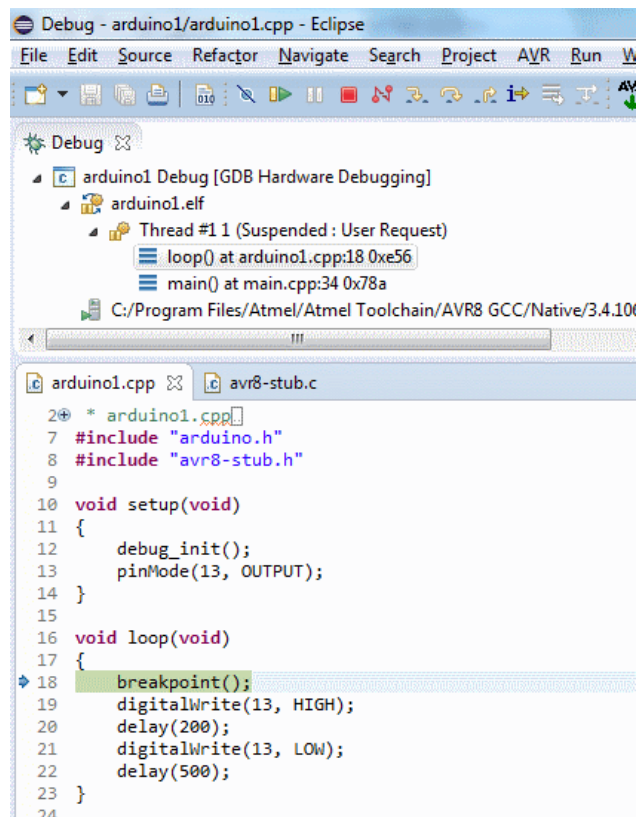 Debug - arduino1/arduino1.cpp - Eclipse
File Edit Source Refactor Navigate Search Project AVR Run W
010 i AV
Debug
c arduino1 Debug [GDB Hardware Debugging]
arduino1.elf
Thread #1 1 (Suspended : User Request)
loop() at arduino1.cpp:18 0xe56
main() at main.cpp:34 0x78a
C:/Program Files/Atmel/Atmel Toolchain/AVR8 GCC/Native/3.4.106
.c arduino1.cpp .c avr8-stub.c
2 * arduino1.cpp
7 #include "arduino.h"
8 #include "avr8-stub.h"
9
10 void setup(void)
11 {
12 debug_init();
13 pinMode(13, OUTPUT);
14 }
15
16 void loop(void)
17 {
18 breakpoint();
19 digitalWrite(13, HIGH);
20 delay(200);
21 digitalWrite(13, LOW);
22 delay(500);
23 }
24